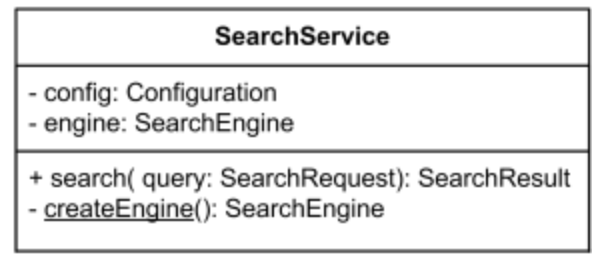 SearchService
- config: Configuration
- engine: SearchEngine
+ search( query: SearchRequest): SearchResult
- createEngine(): SearchEngine